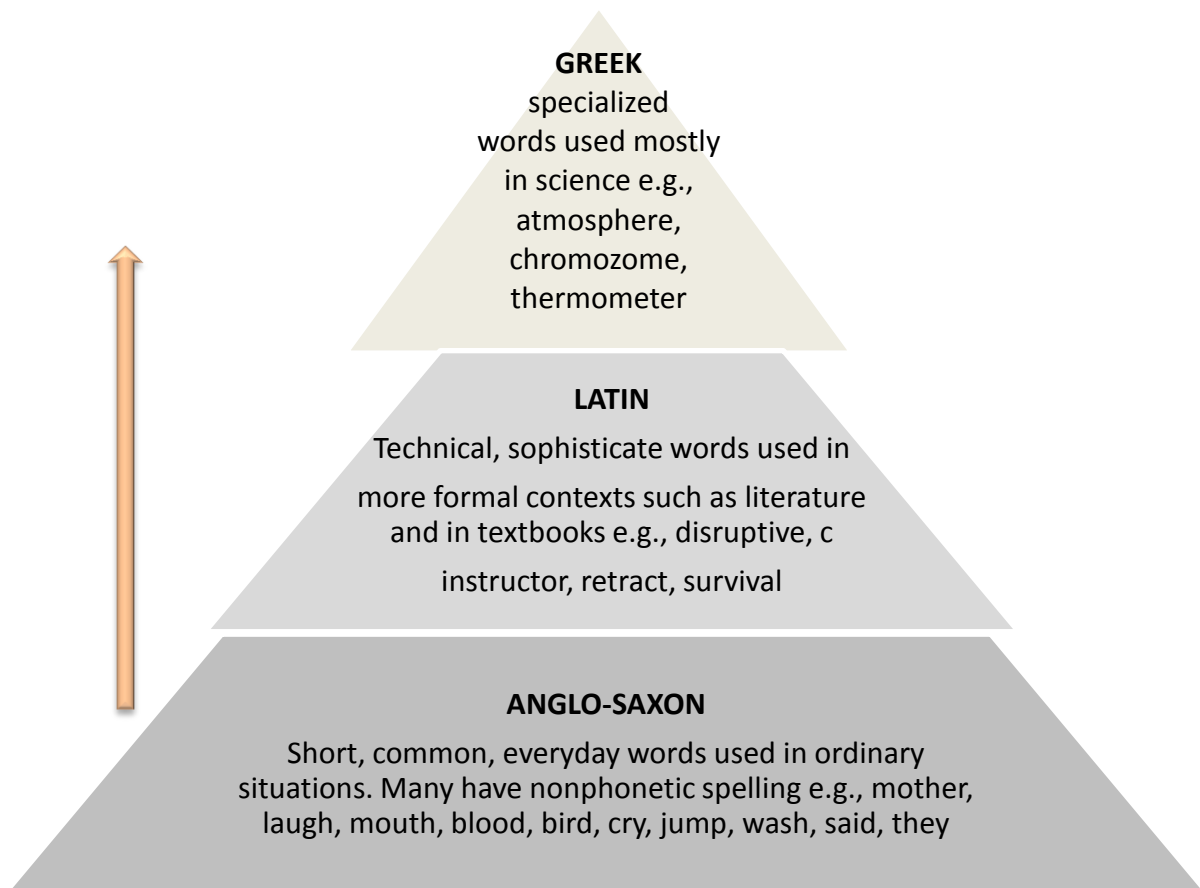 GREEK
specialized
words used mostly
in science e.g.,
atmosphere,
chromozome,
thermometer
LATIN
Technical, sophisticate words used in
more formal contexts such as literature
and in textbooks e.g., disruptive, c
instructor, retract, survival
ANGLO-SAXON
Short, common, everyday words used in ordinary
situations. Many have nonphonetic spelling e.g., mother,
laugh, mouth, blood, bird, cry, jump, wash, said, they